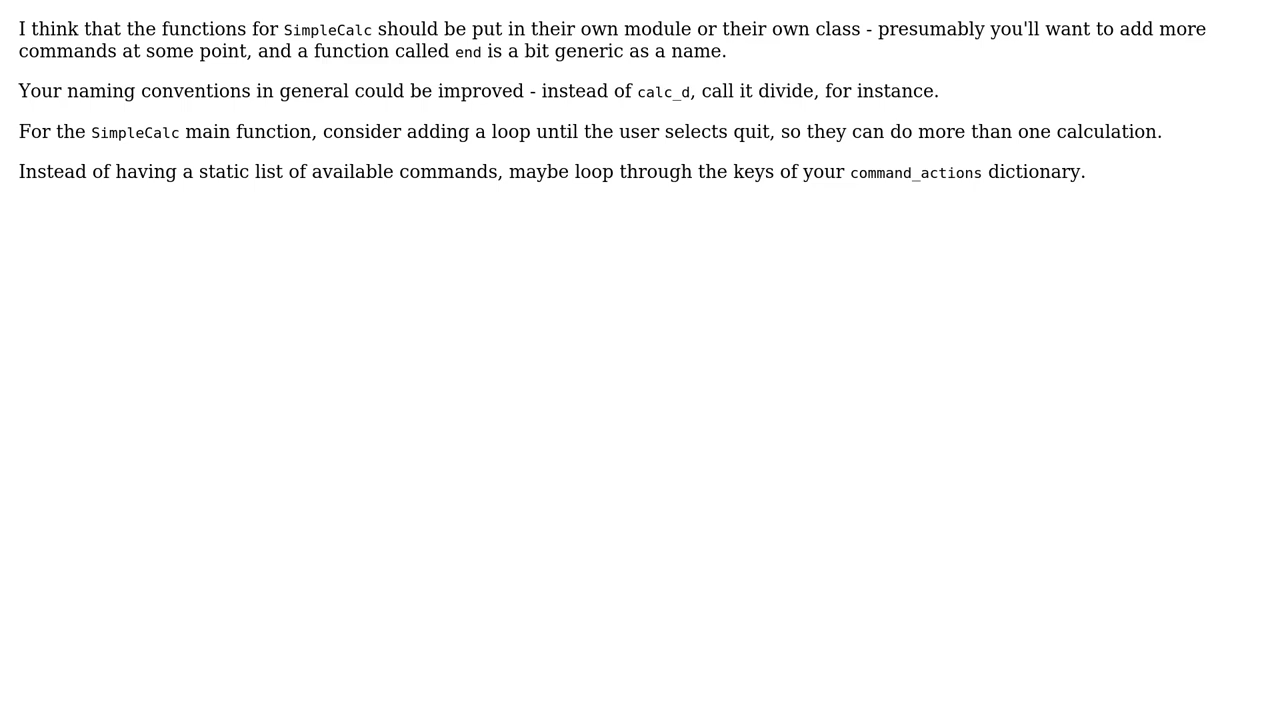 I think that the functions for SimpleCalc should be put in their own module or their own class - presumably you'll want to add more
commands at some point, and a function called end is a bit generic as a name.
Your naming conventions in general could be improved - instead of calc_d, call it divide, for instance.
For the SimpleCalc main function, consider adding a loop until the user selects quit, so they can do more than one calculation.
Instead of having a static list of available commands, maybe loop through the keys of your command_actions dictionary.